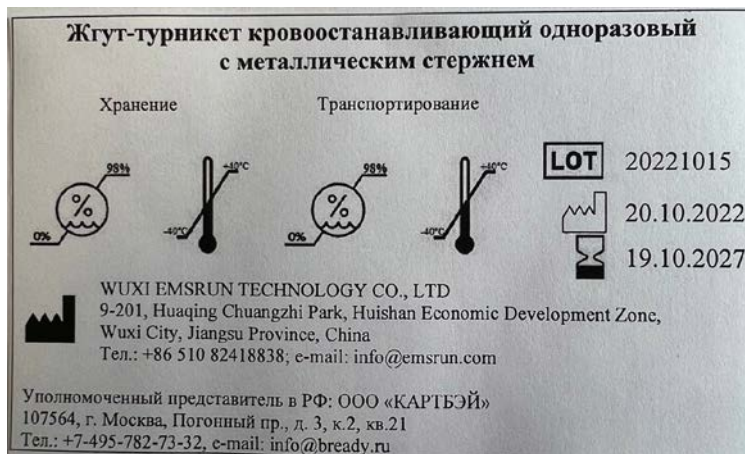 Жгут-турникет кровоостанавливающий одноразовый
с металлическим стержнем
Хранение Транспортирование
98% +40°C 98% +40°C
% %
0% -40°C 0% -40°C
LOT 20221015
20.10.2022
19.10.2027
WUXI EMSRUN TECHNOLOGY CO., LTD
9-201, Huaqing Chuangzhi Park, Huishan Economic Development Zone,
Wuxi City, Jiangsu Province, China
Тел.: +86 510 82418838; e-mail: info@emsrun.com
Уполномоченный представитель в РФ: ООО «КАРТБЭЙ»
107564, г. Москва, Погонный пр., д. 3, к.2, кв.21
Тел.: +7-495-782-73-32, e-mail: info@bready.ru